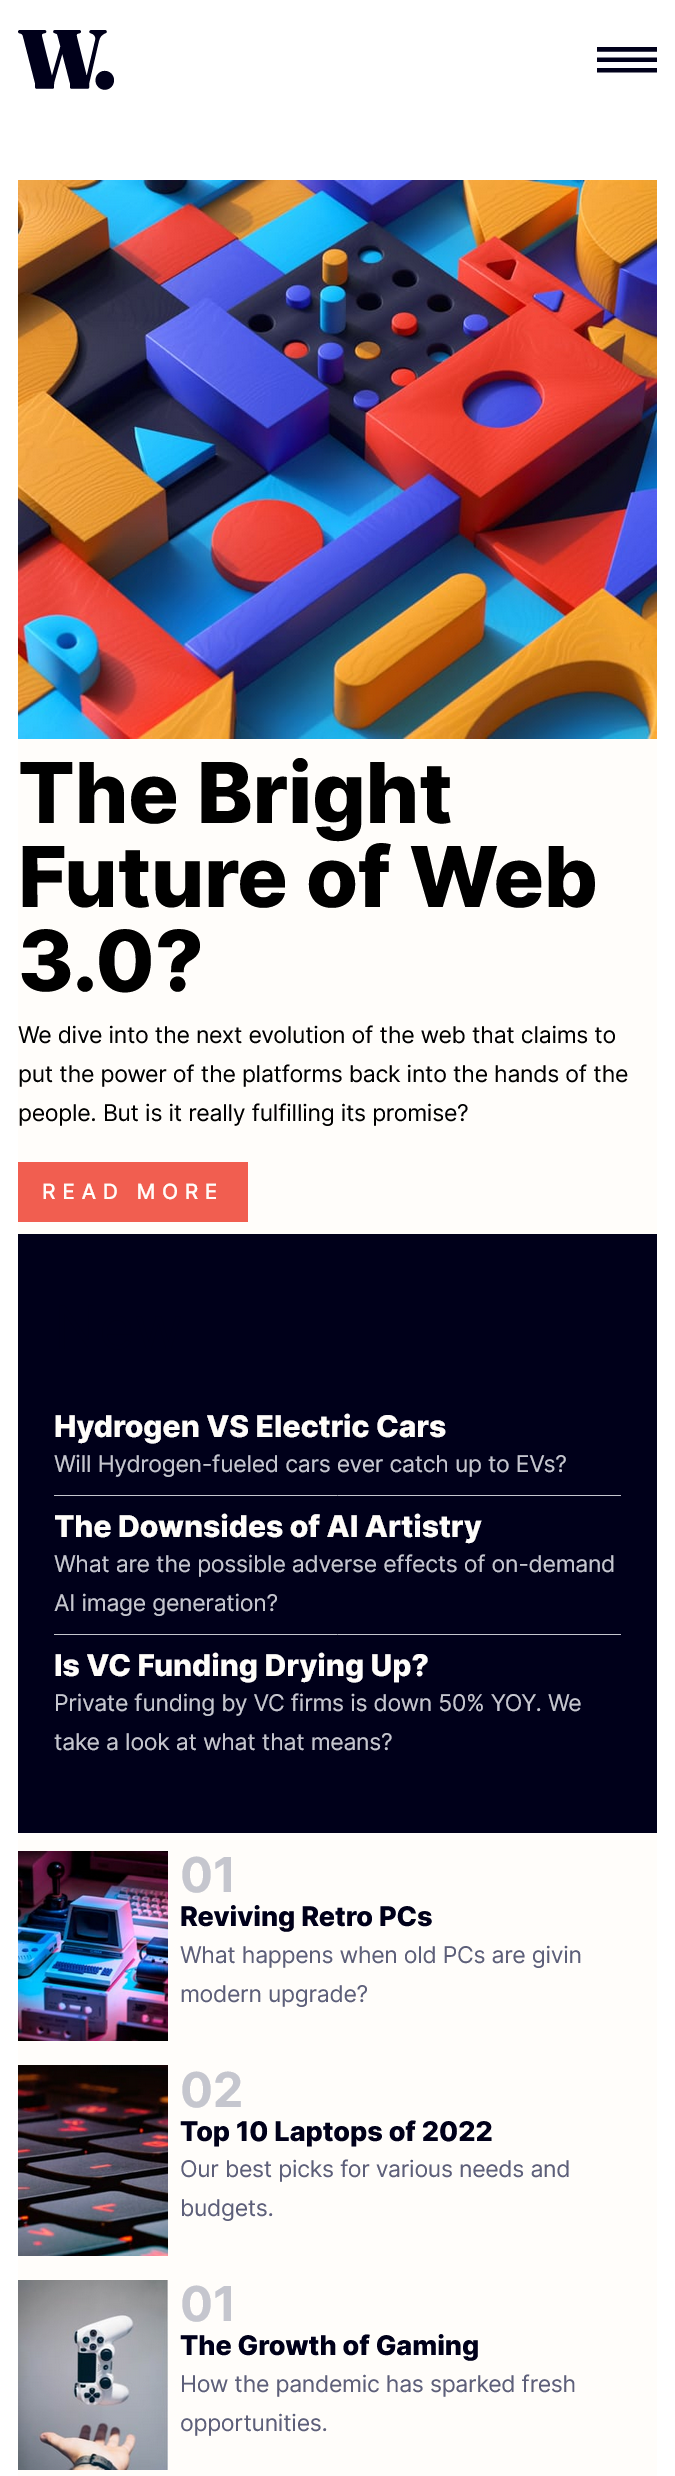 W.
The Bright
Future of Web
3.0?
We dive into the next evolution of the web that claims to
put the power of the platforms back into the hands of the
people. But is it really fulfilling its promise?
READ MORE
Hydrogen VS Electric Cars
Will Hydrogen-fueled cars ever catch up to EVs?
The Downsides of AI Artistry
What are the possible adverse effects of on-demand
AI image generation?
Is VC Funding Drying Up?
Private funding by VC firms is down 50% YOY. We
take a look at what that means?
01
Reviving Retro PCs
What happens when old PCs are givin
modern upgrade?
02
Top 10 Laptops of 2022
Our best picks for various needs and
budgets.
01
The Growth of Gaming
How the pandemic has sparked fresh
opportunities.